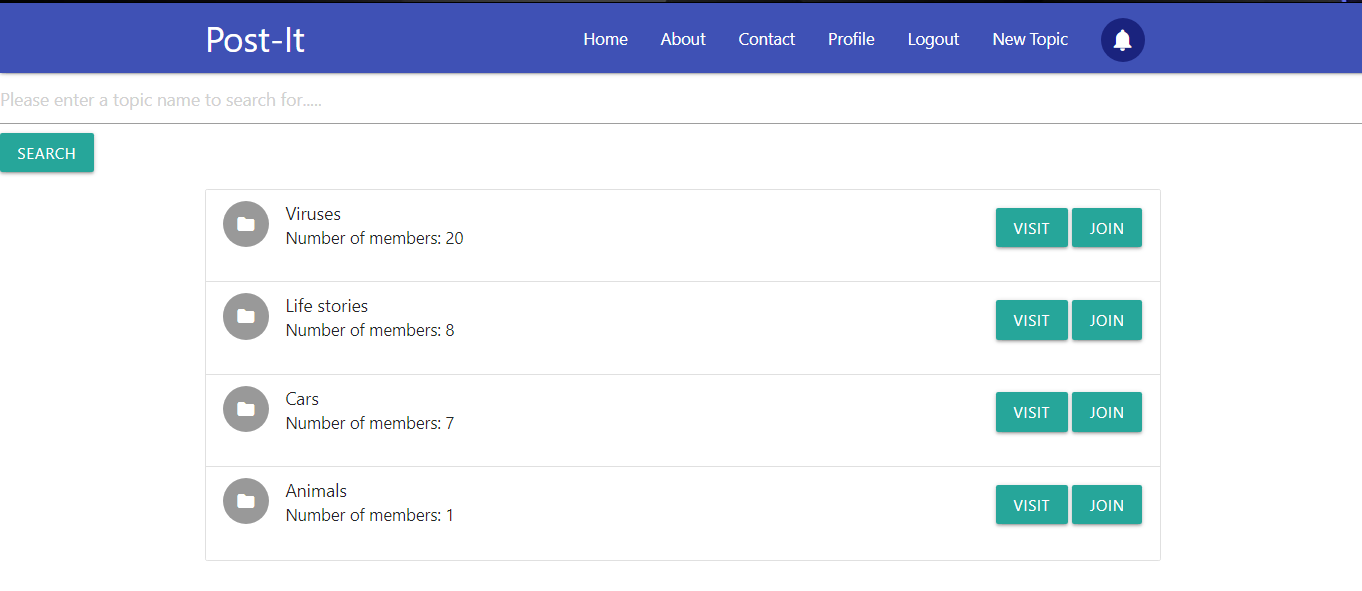 Post-It
Home About Contact Profile Logout New Topic
Please enter a topic name to search for.....
SEARCH
Viruses
Number of members: 20
VISIT JOIN
Life stories
Number of members: 8
VISIT JOIN
Cars
Number of members: 7
VISIT JOIN
Animals
Number of members: 1
VISIT JOIN